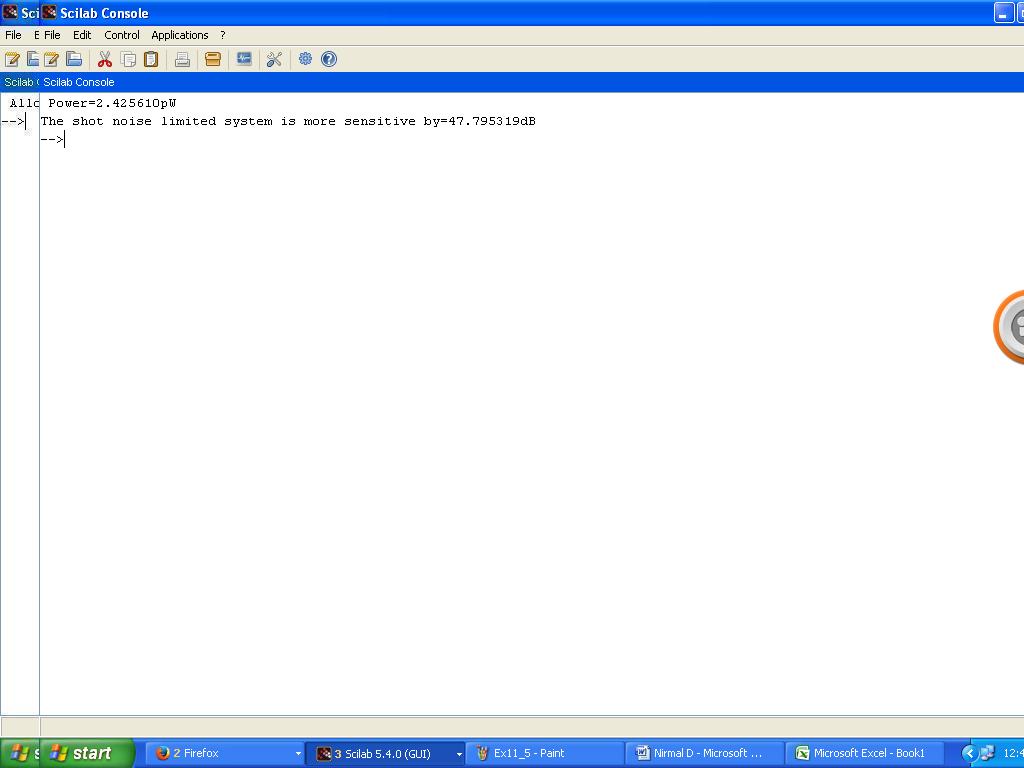 Sci Scilab Console
File E File Edit Control Applications ?
Scilab Scilab Console
Allo Power=2.425610pW
-->| The shot noise limited system is more sensitive by=47.795319dB
-->|
start 2 Firefox 3 Scilab 5.4.0 (GUI) Ex11_5 - Paint Nirmal D - Microsoft ... Microsoft Excel - Book1 12:4